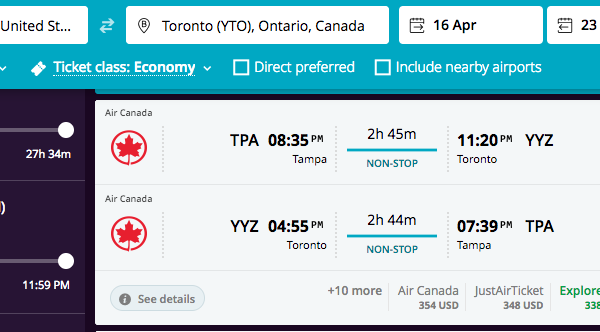 United St...
Toronto (YTO), Ontario, Canada
16 Apr
23
Ticket class: Economy
Direct preferred
Include nearby airports
Air Canada
TPA 08:35 PM
Tampa
2h 45m
NON-STOP
11:20 PM YYZ
Toronto
27h 34m
Air Canada
YYZ 04:55 PM
Toronto
2h 44m
NON-STOP
07:39 PM TPA
Tampa
11:59 PM
See details
+10 more
Air Canada
354 USD
JustAirTicket
348 USD
Explore
338